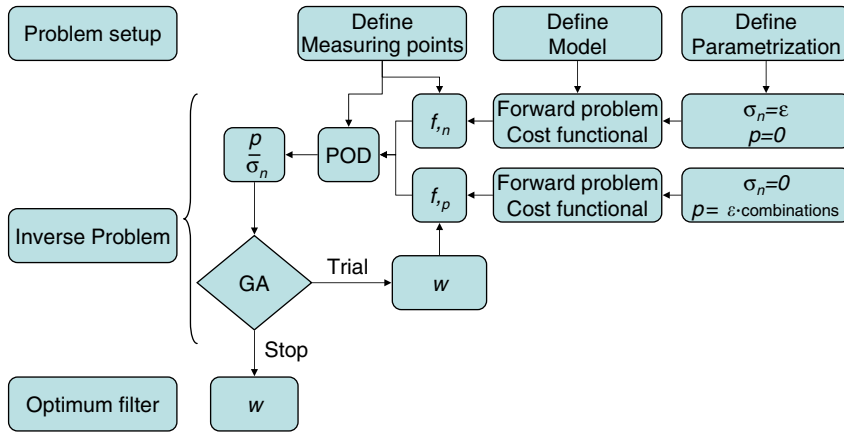 Problem setup
Define
Measuring points
Define
Model
Define
Parametrization
f,n
Forward problem
Cost functional
σn=ε
p=0
p
σn
POD
f,p
Forward problem
Cost functional
σn=0
p= ε·combinations
Inverse Problem
GA
Trial
w
Stop
Optimum filter
w